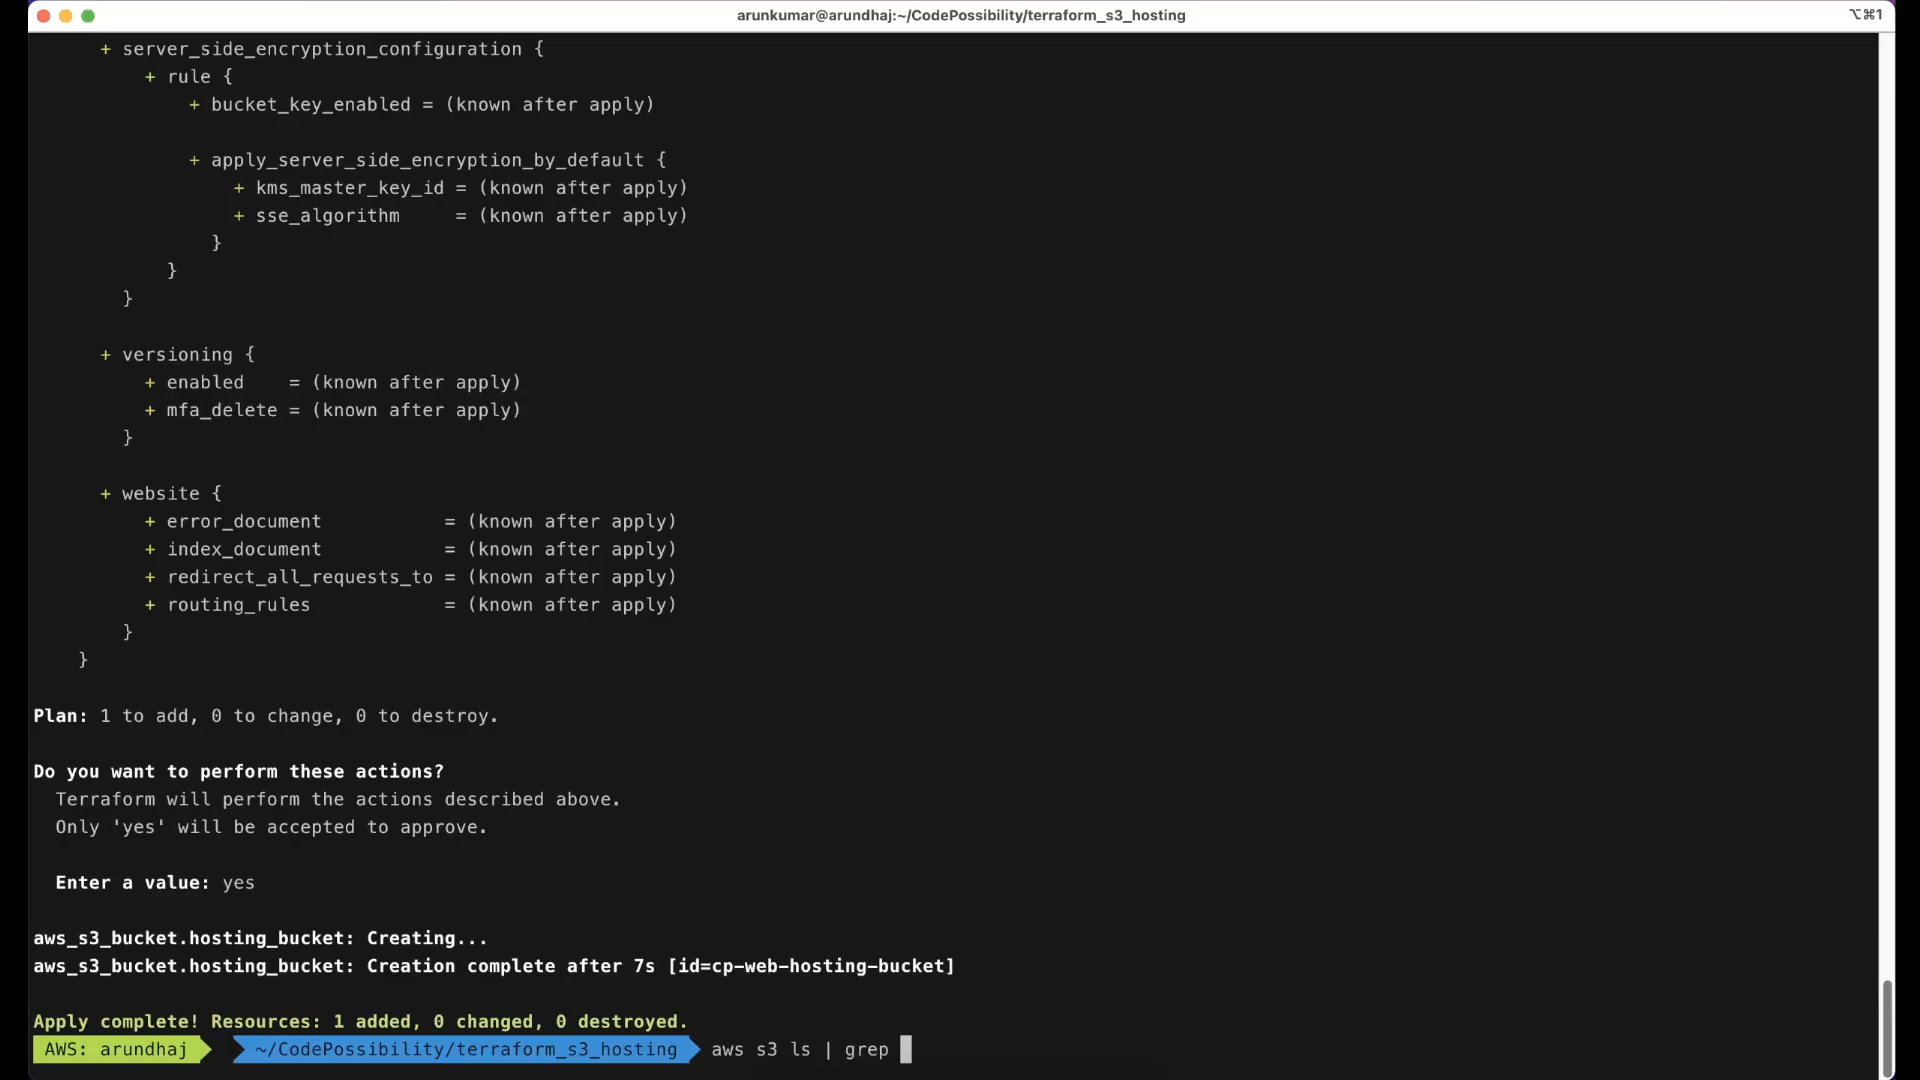 arunkumar@arundhaj:~/CodePossibility/terraform_s3_hosting
⌥⌘1
+ server_side_encryption_configuration {
+ rule {
+ bucket_key_enabled = (known after apply)
+ apply_server_side_encryption_by_default {
+ kms_master_key_id = (known after apply)
+ sse_algorithm     = (known after apply)
}
}
}
+ versioning {
+ enabled    = (known after apply)
+ mfa_delete = (known after apply)
}
+ website {
+ error_document           = (known after apply)
+ index_document           = (known after apply)
+ redirect_all_requests_to = (known after apply)
+ routing_rules            = (known after apply)
}
}
Plan: 1 to add, 0 to change, 0 to destroy.
Do you want to perform these actions?
Terraform will perform the actions described above.
Only 'yes' will be accepted to approve.
Enter a value: yes
aws_s3_bucket.hosting_bucket: Creating...
aws_s3_bucket.hosting_bucket: Creation complete after 7s [id=cp-web-hosting-bucket]
Apply complete! Resources: 1 added, 0 changed, 0 destroyed.
AWS: arundhaj ~/CodePossibility/terraform_s3_hosting aws s3 ls | grep